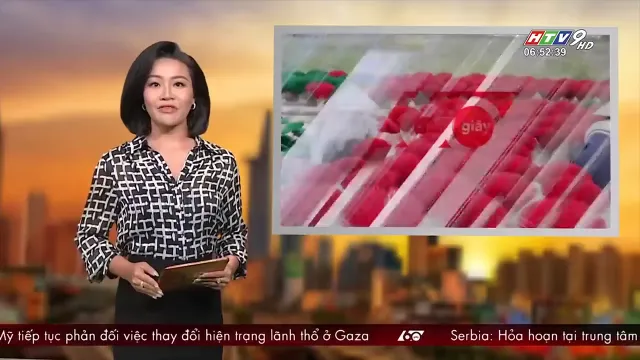 HTV9 HD
06:52:39
giây
Mỹ tiếp tục phản đối việc thay đổi hiện trạng lãnh thổ ở Gaza
60
Serbia: Hỏa hoạn tại trung tâm